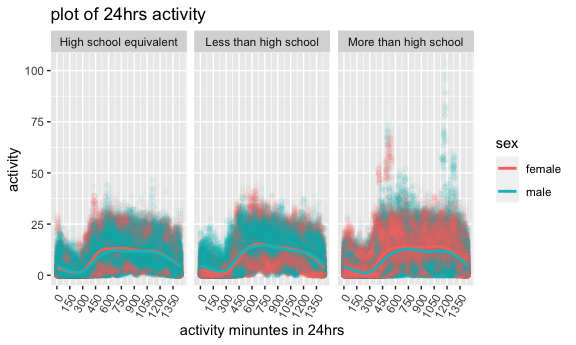 plot of 24hrs activity
High school equivalent Less than high school More than high school
100
75
50
25
0
activity
0 150 300 450 600 750 900 1050 1200 1350 0 150 300 450 600 750 900 1050 1200 1350 0 150 300 450 600 750 900 1050 1200 1350
activity minuntes in 24hrs
sex
female
male